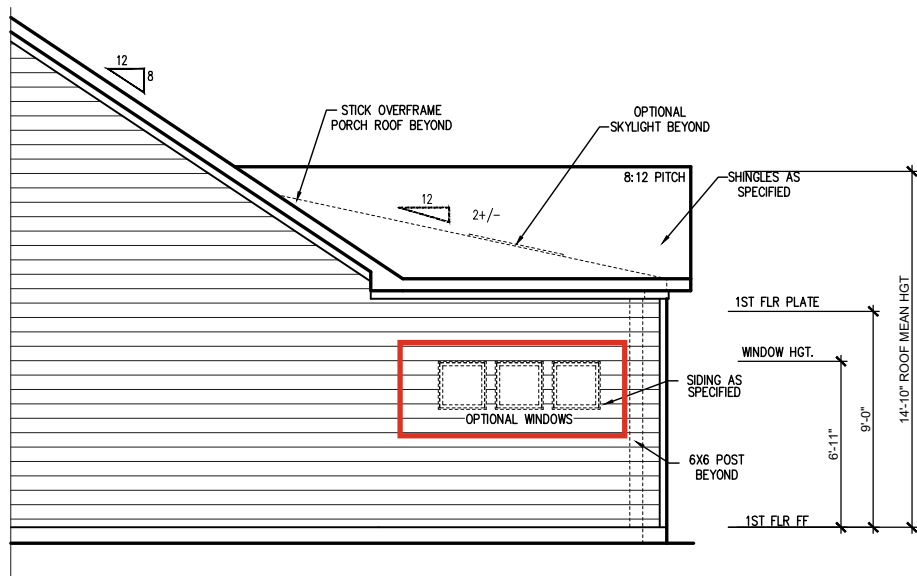 12
8
STICK OVERFRAME
PORCH ROOF BEYOND
OPTIONAL
SKYLIGHT BEYOND
8:12 PITCH
SHINGLES AS
SPECIFIED
12
2+/-
1ST FLR PLATE
WINDOW HGT.
SIDING AS
SPECIFIED
OPTIONAL WINDOWS
6X6 POST
BEYOND
1ST FLR FF
6'-11"
9'-0"
14'-10" ROOF MEAN HGT